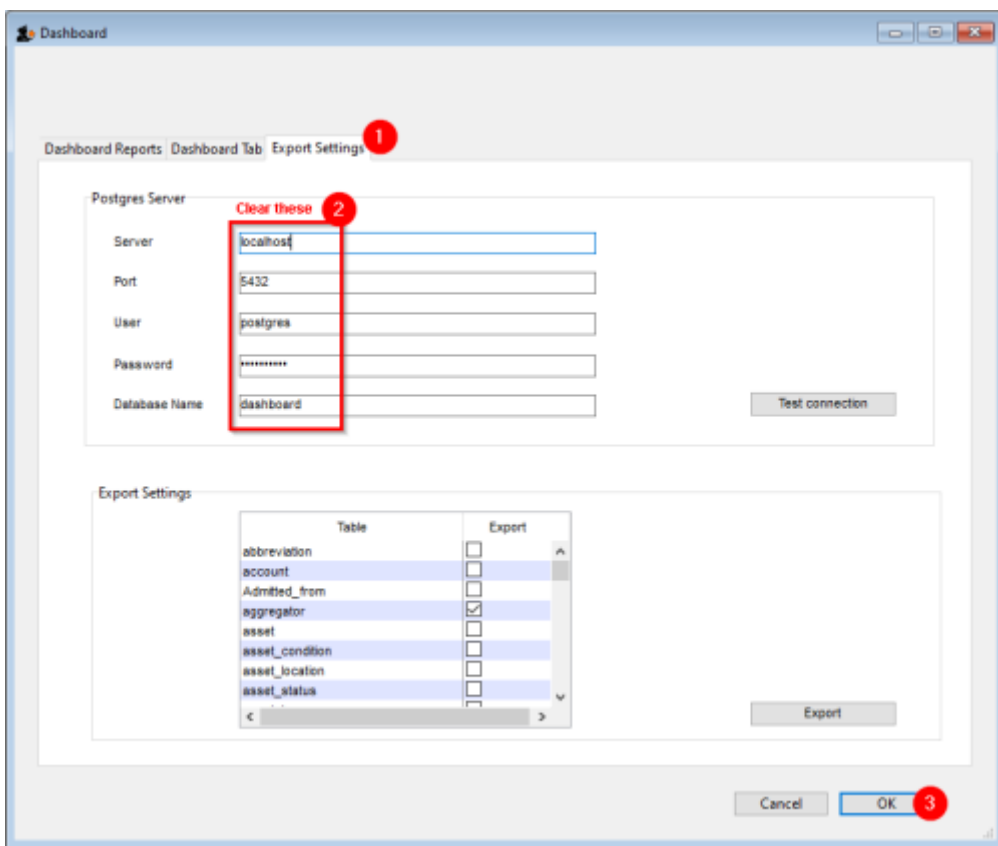 Dashboard
Dashboard Reports Dashboard Tab Export Settings 1
Postgres Server
Clear these 2
Server localhost
Port 5432
User postgres
Password •••••••••••
Database Name dashboard
Test connection
Export Settings
Table Export
abbreviation
account
Admitted_from
aggregator
asset
asset_condition
asset_location
asset_status
Export
Cancel OK 3